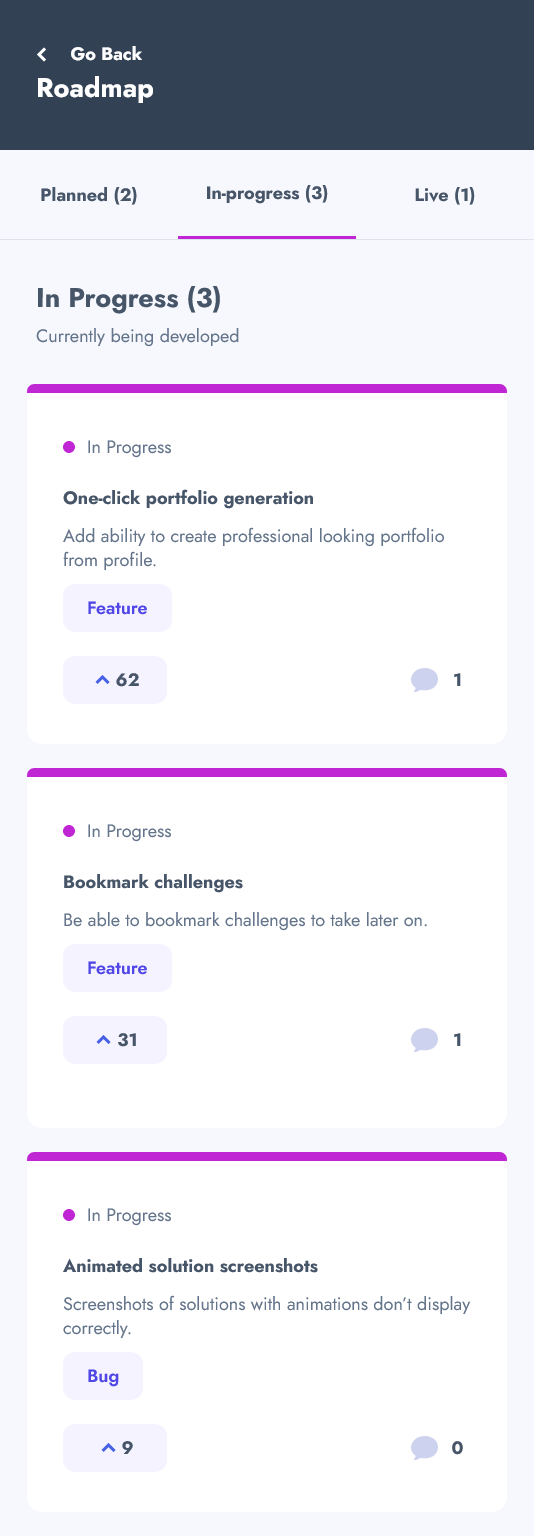 Go Back
Roadmap
Planned (2) In-progress (3) Live (1)
In Progress (3)
Currently being developed
In Progress
One-click portfolio generation
Add ability to create professional looking portfolio
from profile.
Feature
62 1
In Progress
Bookmark challenges
Be able to bookmark challenges to take later on.
Feature
31 1
In Progress
Animated solution screenshots
Screenshots of solutions with animations don’t display
correctly.
Bug
9 0